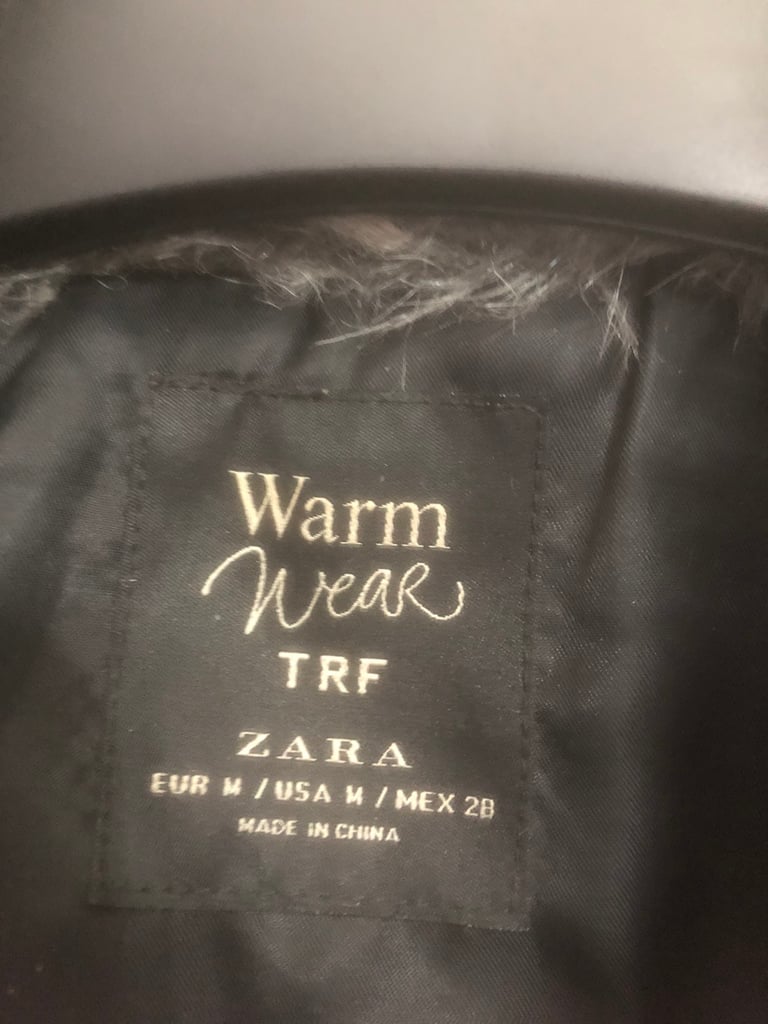 Warm
Wear
TRF
ZARA
EUR M / USA M / MEX 28
MADE IN CHINA